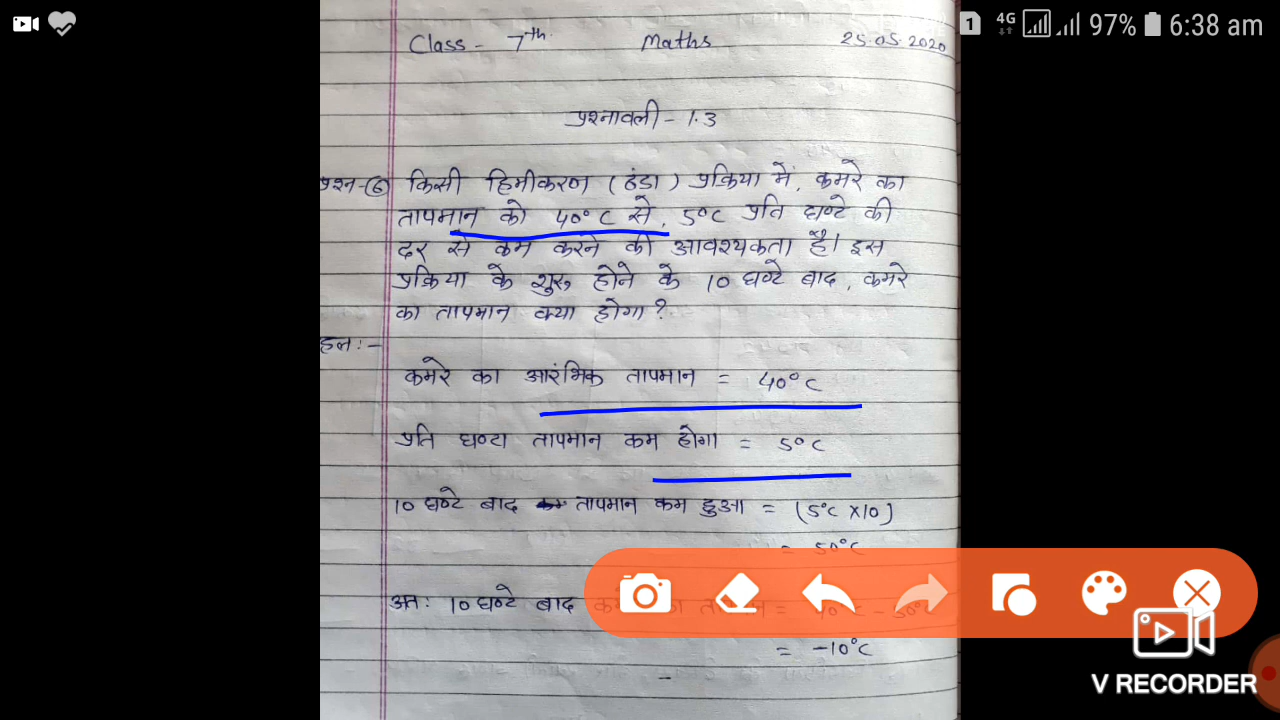 1 4G 97% 6:38 am
Class - 7th Maths 25.05.2020
प्रश्नावली - 1.3
प्रश्न-(6) किसी हिमीकरण (ठंडा) प्रक्रिया में, कमरे का
तापमान को 40°C से, 5°C प्रति घण्टे की
दर से कम करने की आवश्यकता है। इस
प्रक्रिया के शुरू होने के 10 घण्टे बाद, कमरे
का तापमान क्या होगा?
हल:-
कमरे का आरंभिक तापमान = 40°C
प्रति घण्टा तापमान कम होगा = 5°C
10 घण्टे बाद तापमान कम हुआ = (5°C ×10)
= 50°C
अत: 10 घण्टे बाद = 40°C - 50°C
= -10°C
V RECORDER